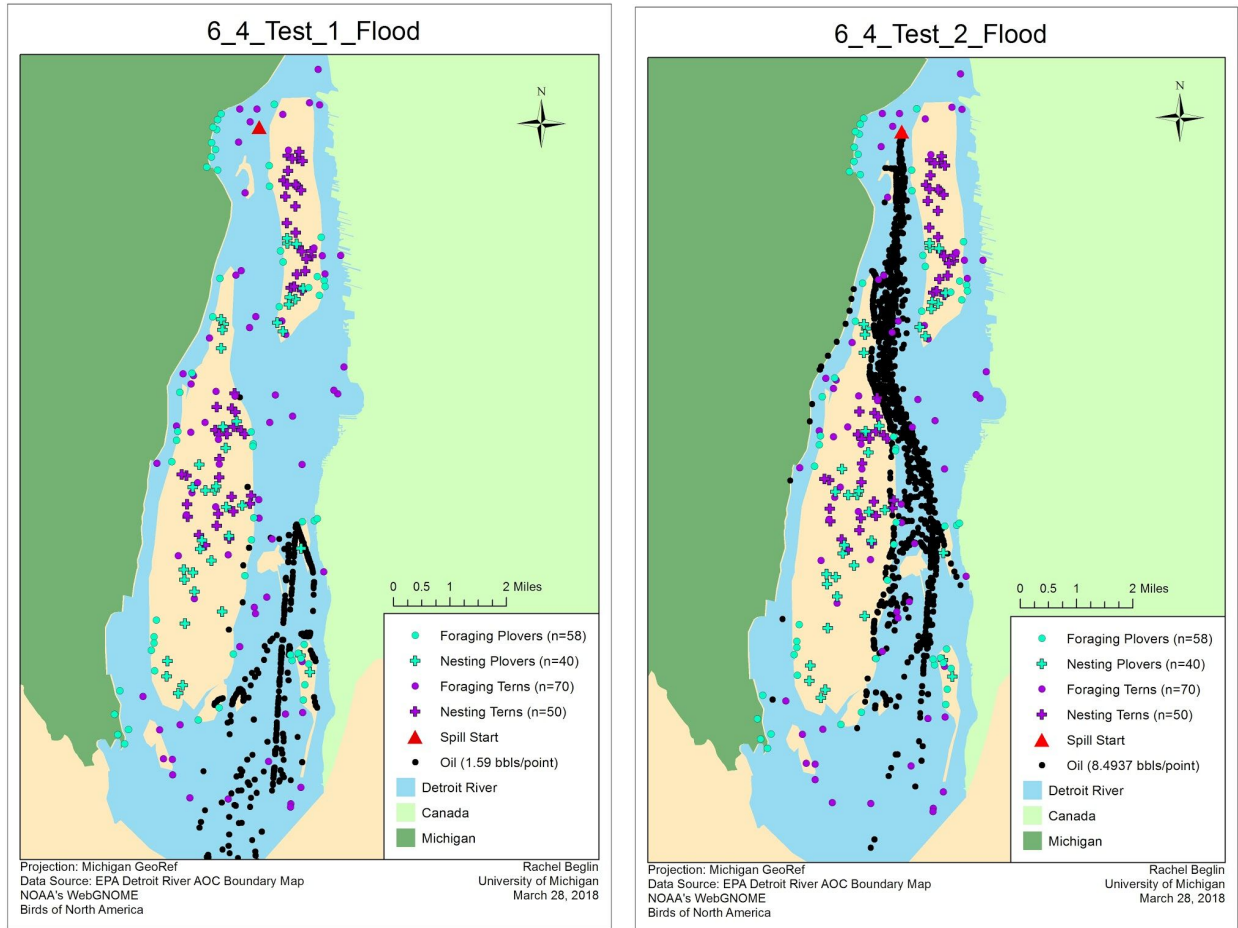 6_4_Test_1_Flood
N
0 0.5 1 2 Miles
Foraging Plovers (n=58)
Nesting Plovers (n=40)
Foraging Terns (n=70)
Nesting Terns (n=50)
Spill Start
Oil (1.59 bbls/point)
Detroit River
Canada
Michigan
Projection: Michigan GeoRef
Data Source: EPA Detroit River AOC Boundary Map
NOAA's WebGNOME
Birds of North America
Rachel Beglin
University of Michigan
March 28, 2018
6_4_Test_2_Flood
N
0 0.5 1 2 Miles
Foraging Plovers (n=58)
Nesting Plovers (n=40)
Foraging Terns (n=70)
Nesting Terns (n=50)
Spill Start
Oil (8.4937 bbls/point)
Detroit River
Canada
Michigan
Projection: Michigan GeoRef
Data Source: EPA Detroit River AOC Boundary Map
NOAA's WebGNOME
Birds of North America
Rachel Beglin
University of Michigan
March 28, 2018